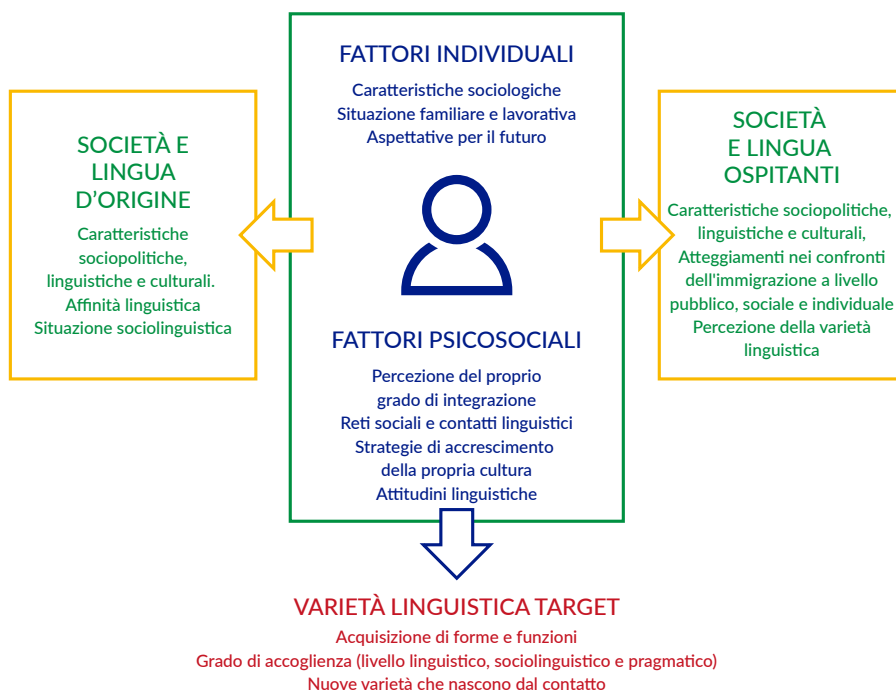 FATTORI INDIVIDUALI
Caratteristiche sociologiche
Situazione familiare e lavorativa
Aspettative per il futuro
SOCIETÀ E
LINGUA
D’ORIGINE
Caratteristiche
sociopolitiche,
linguistiche e culturali.
Affinità linguistica
Situazione sociolinguistica
SOCIETÀ
E LINGUA
OSPITANTI
Caratteristiche sociopolitiche,
linguistiche e culturali,
Atteggiamenti nei confronti
dell'immigrazione a livello
pubblico, sociale e individuale
Percezione della varietà
linguistica
FATTORI PSICOSOCIALI
Percezione del proprio
grado di integrazione
Reti sociali e contatti linguistici
Strategie di accrescimento
della propria cultura
Attitudini linguistiche
VARIETÀ LINGUISTICA TARGET
Acquisizione di forme e funzioni
Grado di accoglienza (livello linguistico, sociolinguistico e pragmatico)
Nuove varietà che nascono dal contatto